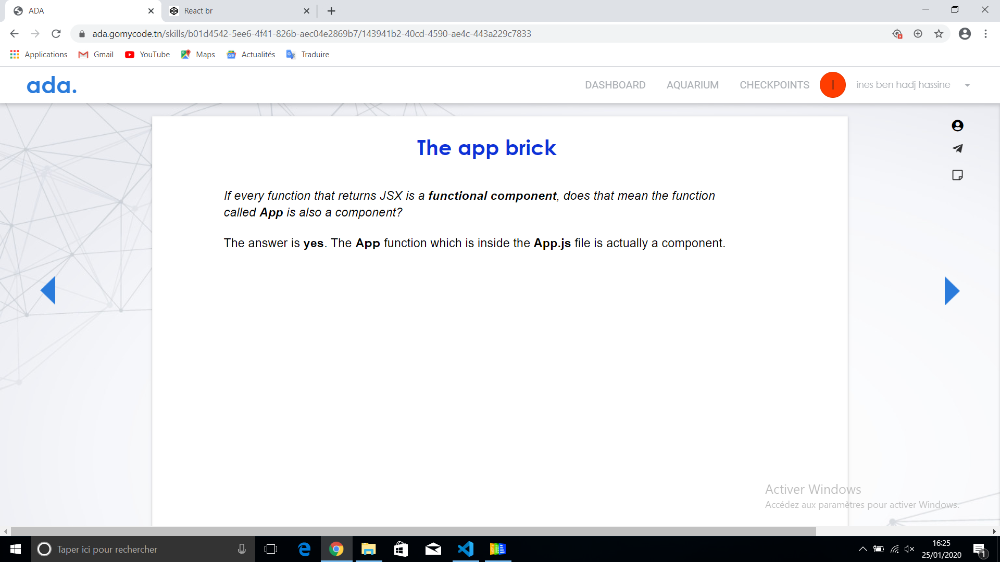 ADA
React br
ada.gomycode.tn/skills/b01d4542-5ee6-4f41-826b-aec04e2869b7/143941b2-40cd-4590-ae4c-443a229c7833
Applications Gmail YouTube Maps Actualités Traduire
ada. DASHBOARD AQUARIUM CHECKPOINTS I ines ben hadj hassine
The app brick
If every function that returns JSX is a functional component, does that mean the function
called App is also a component?
The answer is yes. The App function which is inside the App.js file is actually a component.
Activer Windows
Accédez aux paramètres pour activer Windows.
Taper ici pour rechercher
16:25
25/01/2020
1